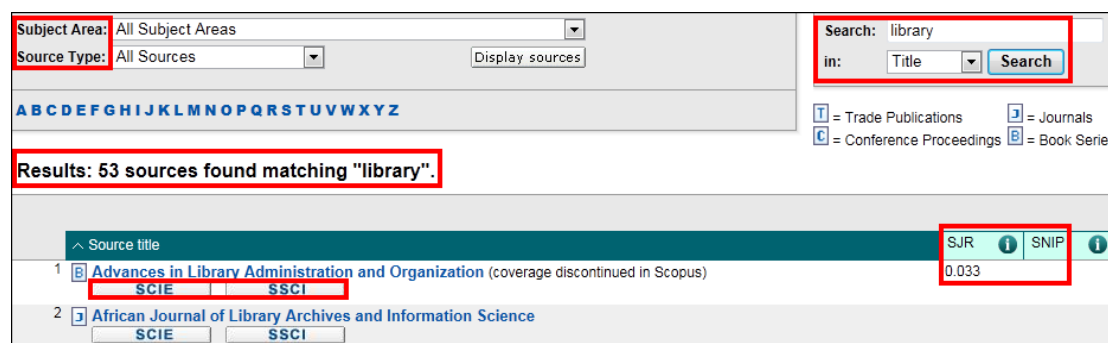 Subject Area: All Subject Areas
Source Type: All Sources Display sources
A B C D E F G H I J K L M N O P Q R S T U V W X Y Z
Search: library
in: Title Search
T = Trade Publications J = Journals
C = Conference Proceedings B = Book Serie
Results: 53 sources found matching "library".
Source title SJR i SNIP i
1 B Advances in Library Administration and Organization (coverage discontinued in Scopus) 0.033
SCIE SSCI
2 J African Journal of Library Archives and Information Science
SCIE SSCI